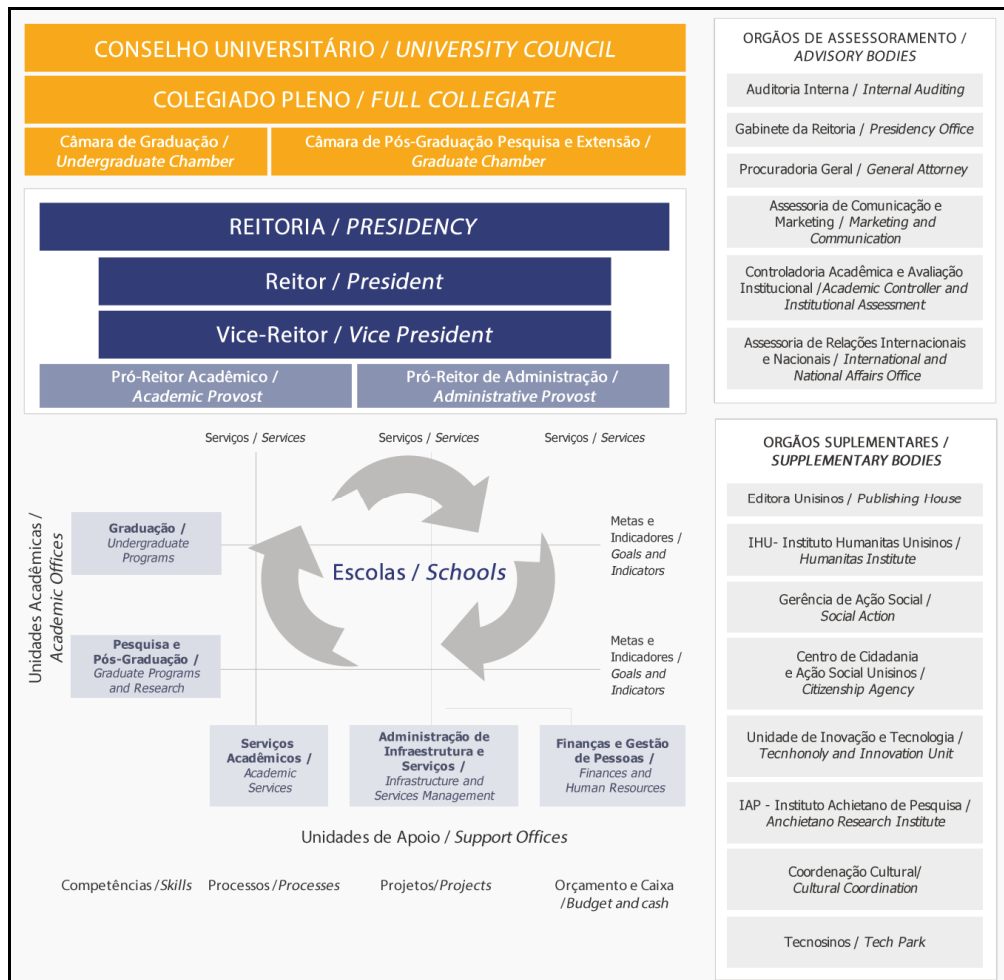 CONSELHO UNIVERSITÁRIO / UNIVERSITY COUNCIL
COLEGIADO PLENO / FULL COLLEGIATE
Câmara de Graduação /
Undergraduate Chamber
Câmara de Pós-Graduação Pesquisa e Extensão /
Graduate Chamber
REITORIA / PRESIDENCY
Reitor / President
Vice-Reitor / Vice President
Pró-Reitor Acadêmico /
Academic Provost
Pró-Reitor de Administração /
Administrative Provost
Serviços / Services
Serviços / Services
Serviços / Services
Unidades Acadêmicas /
Academic Offices
Graduação /
Undergraduate
Programs
Escolas / Schools
Metas e
Indicadores /
Goals and
Indicators
Pesquisa e
Pós-Graduação /
Graduate Programs
and Research
Metas e
Indicadores /
Goals and
Indicators
Serviços
Acadêmicos /
Academic
Services
Administração de
Infraestrutura e
Serviços /
Infrastructure and
Services Management
Finanças e Gestão
de Pessoas /
Finances and
Human Resources
Unidades de Apoio / Support Offices
Competências /Skills
Processos /Processes
Projetos/Projects
Orçamento e Caixa
/Budget and cash
ORGÃOS DE ASSESSORAMENTO /
ADVISORY BODIES
Auditoria Interna / Internal Auditing
Gabinete da Reitoria / Presidency Office
Procuradoria Geral / General Attorney
Assessoria de Comunicação e
Marketing / Marketing and
Communication
Controladoria Acadêmica e Avaliação
Institucional /Academic Controller and
Institutional Assessment
Assessoria de Relações Internacionais
e Nacionais / International and
National Affairs Office
ORGÃOS SUPLEMENTARES /
SUPPLEMENTARY BODIES
Editora Unisinos / Publishing House
IHU- Instituto Humanitas Unisinos /
Humanitas Institute
Gerência de Ação Social /
Social Action
Centro de Cidadania
e Ação Social Unisinos /
Citizenship Agency
Unidade de Inovação e Tecnologia /
Tecnhonoly and Innovation Unit
IAP - Instituto Achietano de Pesquisa /
Anchietano Research Institute
Coordenação Cultural/
Cultural Coordination
Tecnosinos / Tech Park